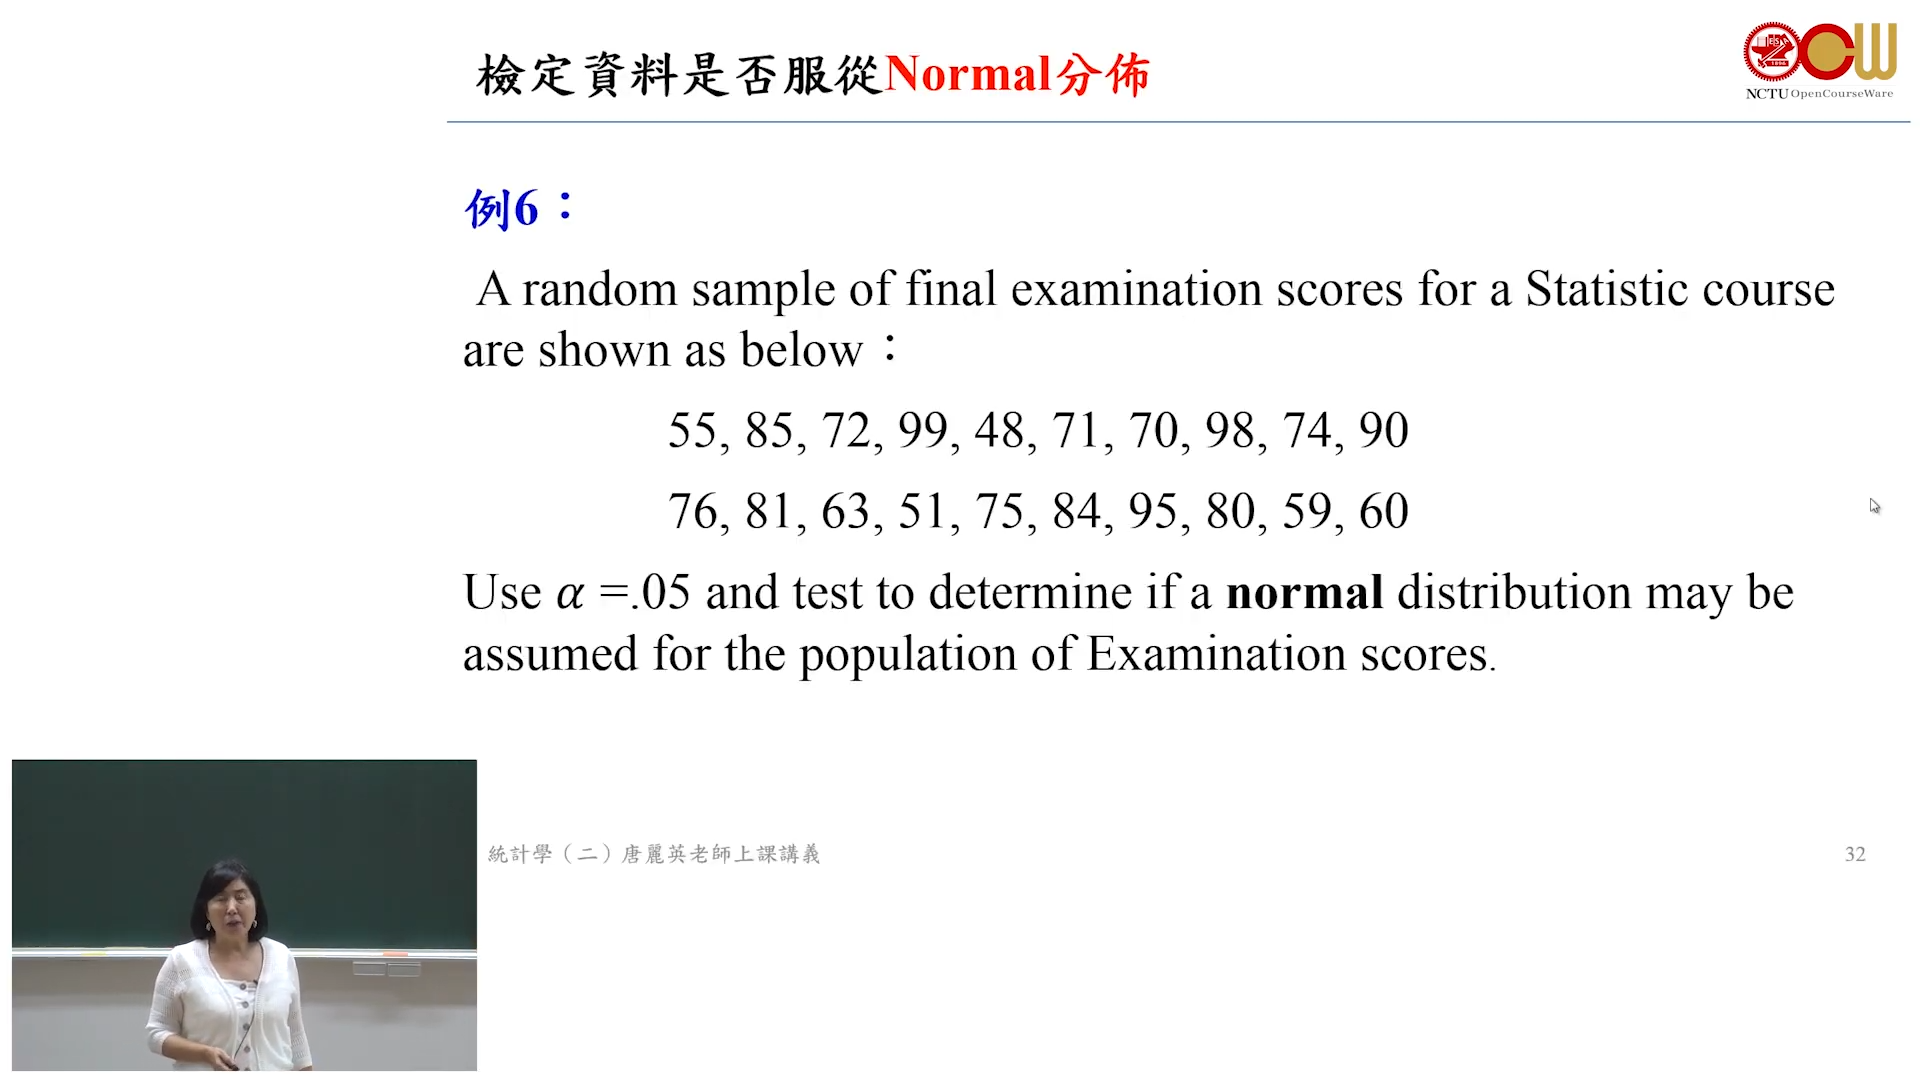 檢定資料是否服從Normal分佈
NCTU OpenCourseWare
例6：
A random sample of final examination scores for a Statistic course
are shown as below：
55, 85, 72, 99, 48, 71, 70, 98, 74, 90
76, 81, 63, 51, 75, 84, 95, 80, 59, 60
Use α =.05 and test to determine if a normal distribution may be
assumed for the population of Examination scores.
統計學（二）唐麗英老師上課講義
32